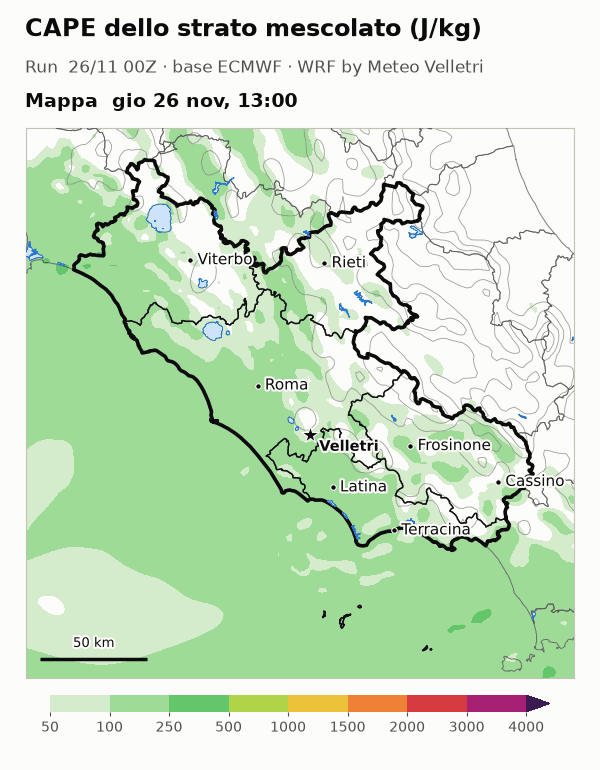 CAPE dello strato mescolato (J/kg)
Run  26/11 00Z · base ECMWF · WRF by Meteo Velletri
Mappa  gio 26 nov, 13:00
Viterbo
Rieti
Roma
Velletri
Frosinone
Cassino
Latina
Terracina
50 km
50 100 250 500 1000 1500 2000 3000 4000